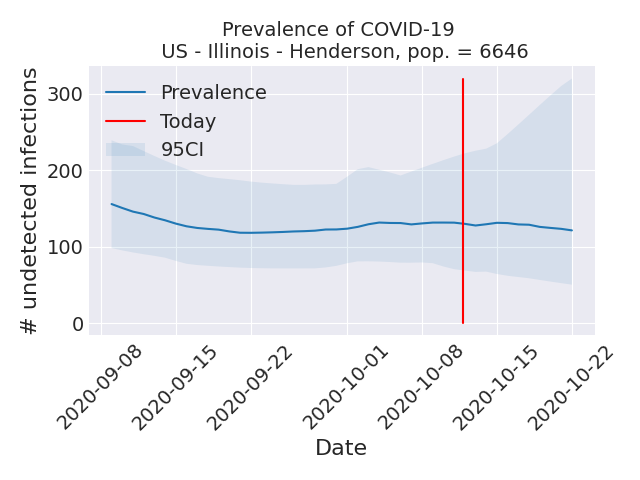 Prevalence of COVID-19
US - Illinois - Henderson, pop. = 6646
# undetected infections
300
200
100
0
Prevalence
Today
95CI
2020-09-08
2020-09-15
2020-09-22
2020-10-01
2020-10-08
2020-10-15
2020-10-22
Date